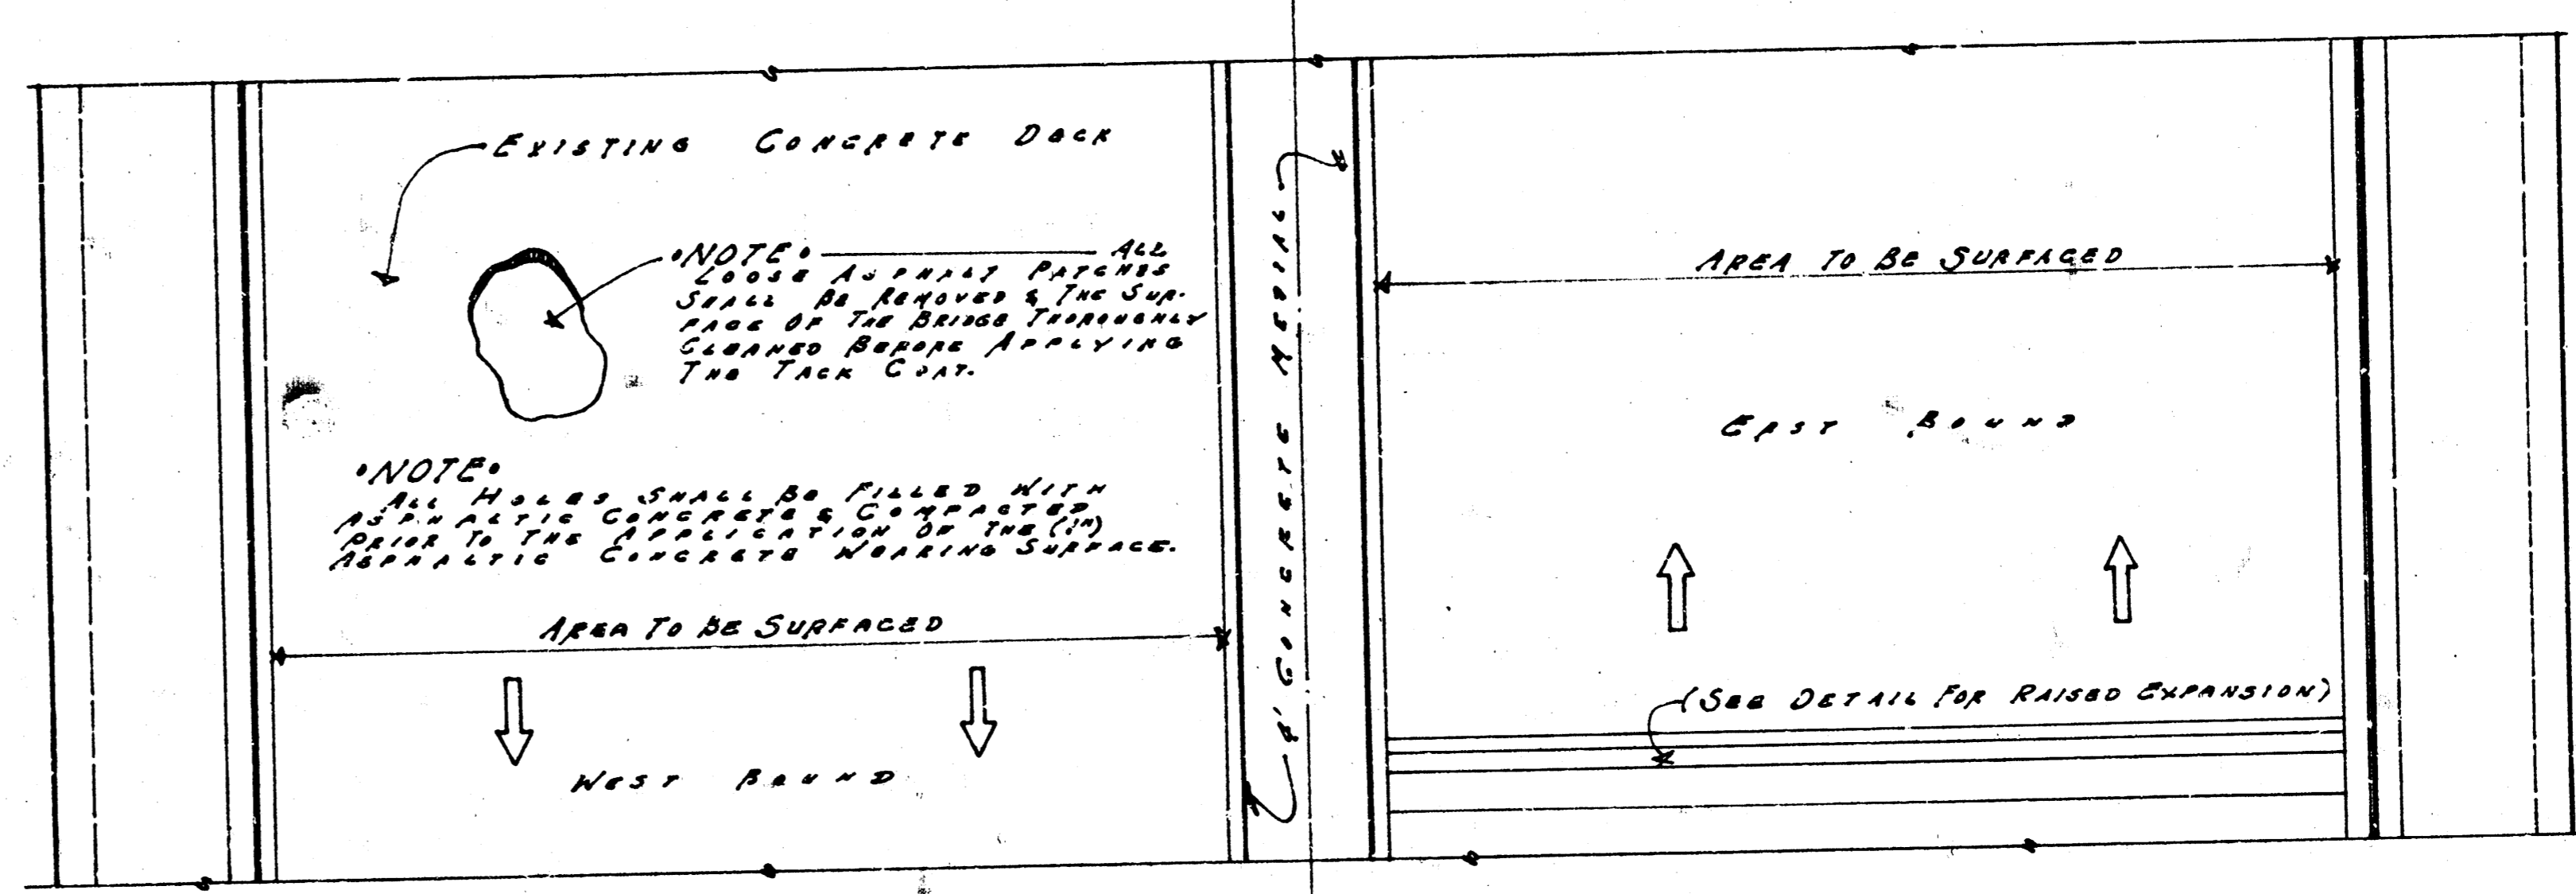 EXISTING CONCRETE DECK
•NOTE• ALL
LOOSE ASPHALT PATCHES
SHALL BE REMOVED & THE SUR-
FACE OF THE BRIDGE THOROUGHLY
CLEANED BEFORE APPLYING
THE TACK COAT.
•NOTE•
ALL HOLES SHALL BE FILLED WITH
ASPHALTIC CONCRETE & COMPACTED
PRIOR TO THE APPLICATION OF THE
ASPHALTIC CONCRETE WEARING SURFACE.
AREA TO BE SURFACED
WEST BOUND
CONCRETE MEDIAL
AREA TO BE SURFACED
EAST BOUND
(SEE DETAIL FOR RAISED EXPANSION)